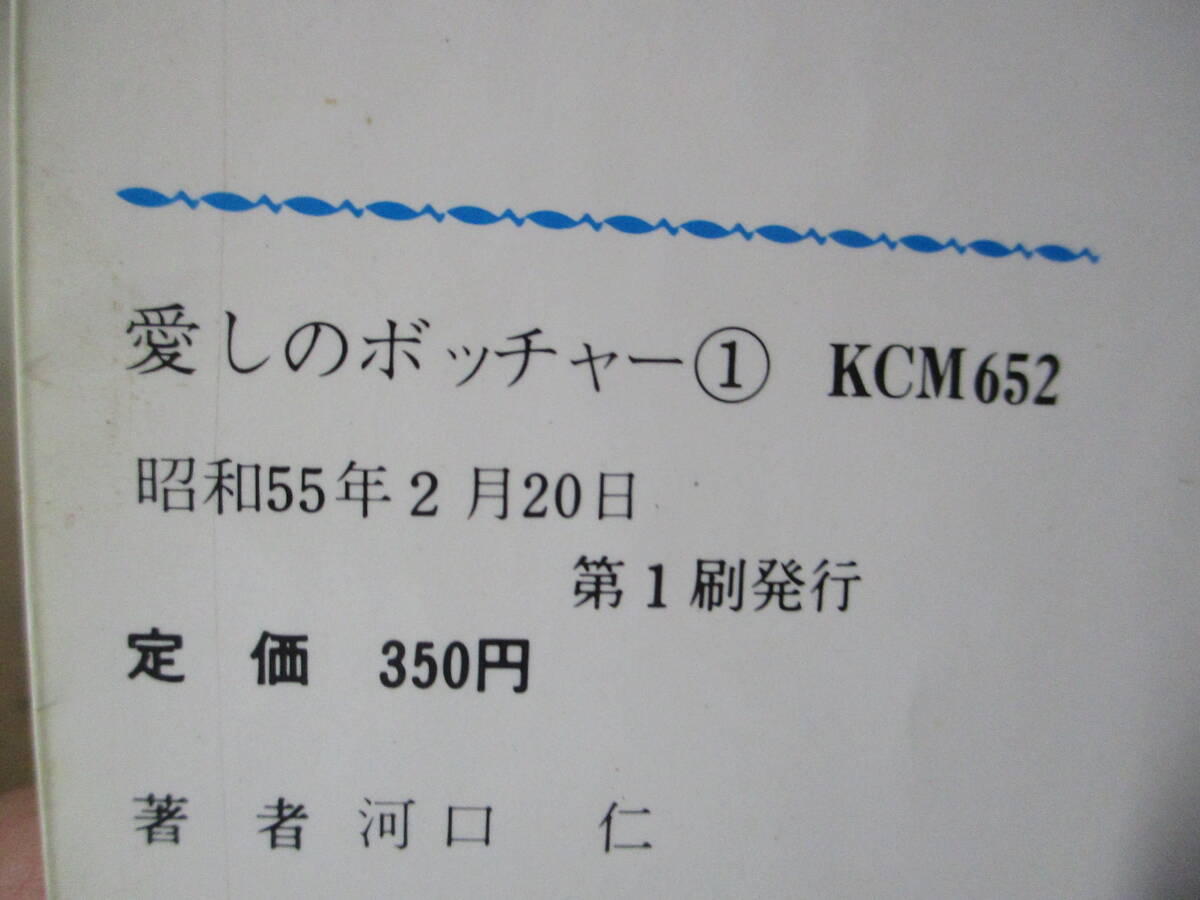 愛しのボッチャー① KCM652
昭和55年2月20日
第1刷発行
定価 350円
著者 河口 仁